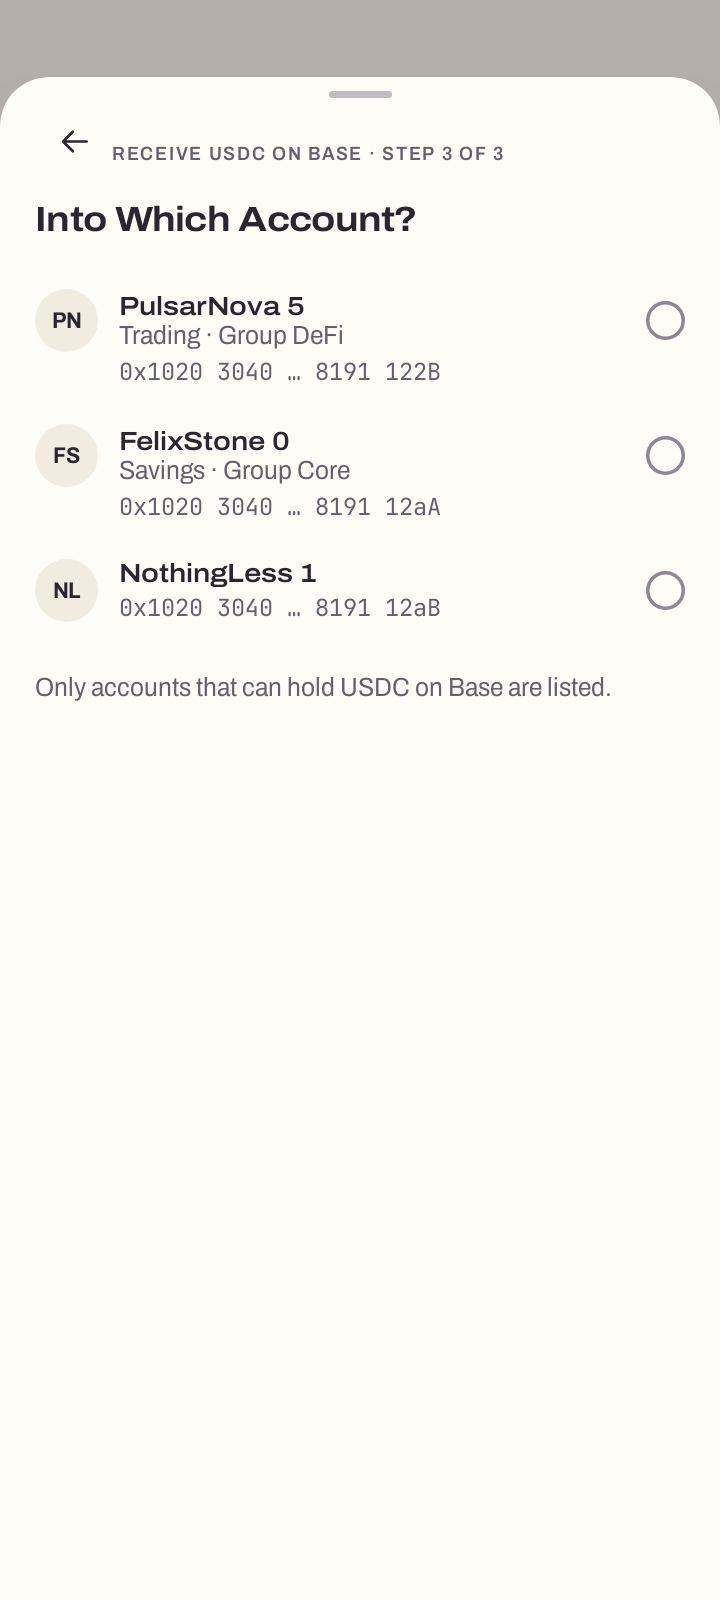 RECEIVE USDC ON BASE · STEP 3 OF 3
Into Which Account?
PN
PulsarNova 5
Trading · Group DeFi
0x1020 3040 … 8191 122B
FS
FelixStone 0
Savings · Group Core
0x1020 3040 … 8191 12aA
NL
NothingLess 1
0x1020 3040 … 8191 12aB
Only accounts that can hold USDC on Base are listed.